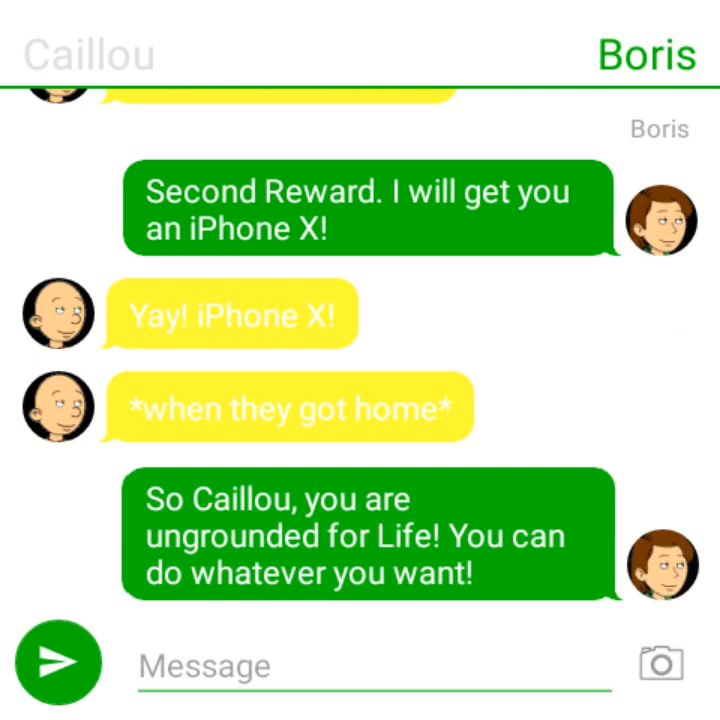 Caillou
Boris
Boris
Second Reward. I will get you
an iPhone X!
Yay! iPhone X!
*when they got home*
So Caillou, you are
ungrounded for Life! You can
do whatever you want!
Message